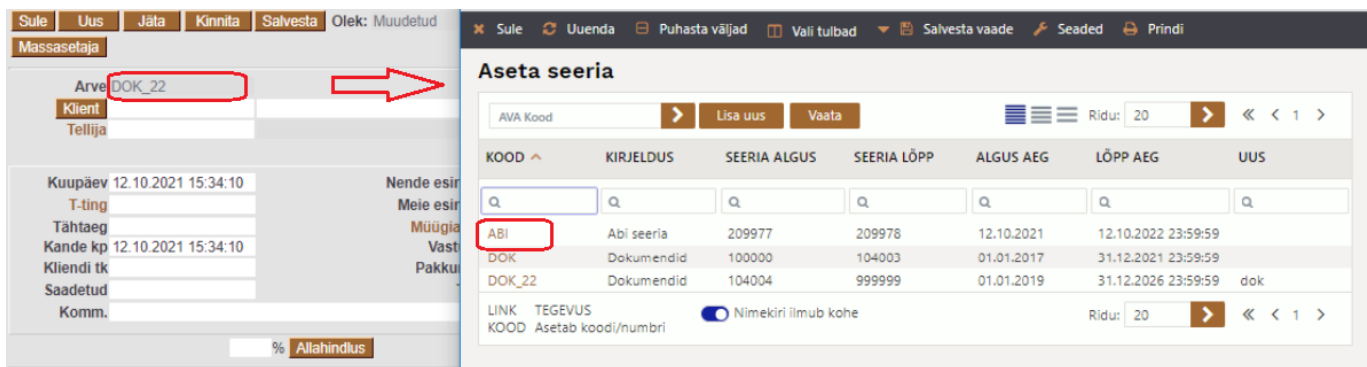 Sule Uus Jäta Kinnita Salvesta Olek: Muudetud
Massasetaja
Arve DOK_22
Klient
Tellija
Kuupäev 12.10.2021 15:34:10 Nende esin
T-ting Meie esin
Tähtaeg Müügia
Kande kp 12.10.2021 15:34:10 Vast
Kliendi tk Pakku
Saadetud
Komm.
% Allahindlus
Sule Uuenda Puhasta väljad Vali tulbad Salvesta vaade Seaded Prindi
Aseta seeria
AVA Kood Lisa uus Vaata Ridu: 20 1
KOOD KIRJELDUS SEERIA ALGUS SEERIA LÕPP ALGUS AEG LÕPP AEG UUS
ABI Abi seeria 209977 209978 12.10.2021 12.10.2022 23:59:59
DOK Dokumendid 100000 104003 01.01.2017 31.12.2021 23:59:59
DOK_22 Dokumendid 104004 999999 01.01.2019 31.12.2026 23:59:59 dok
LINK TEGEVUS Nimekiri ilmub kohe Ridu: 20 1
KOOD Asetab koodi/numbri